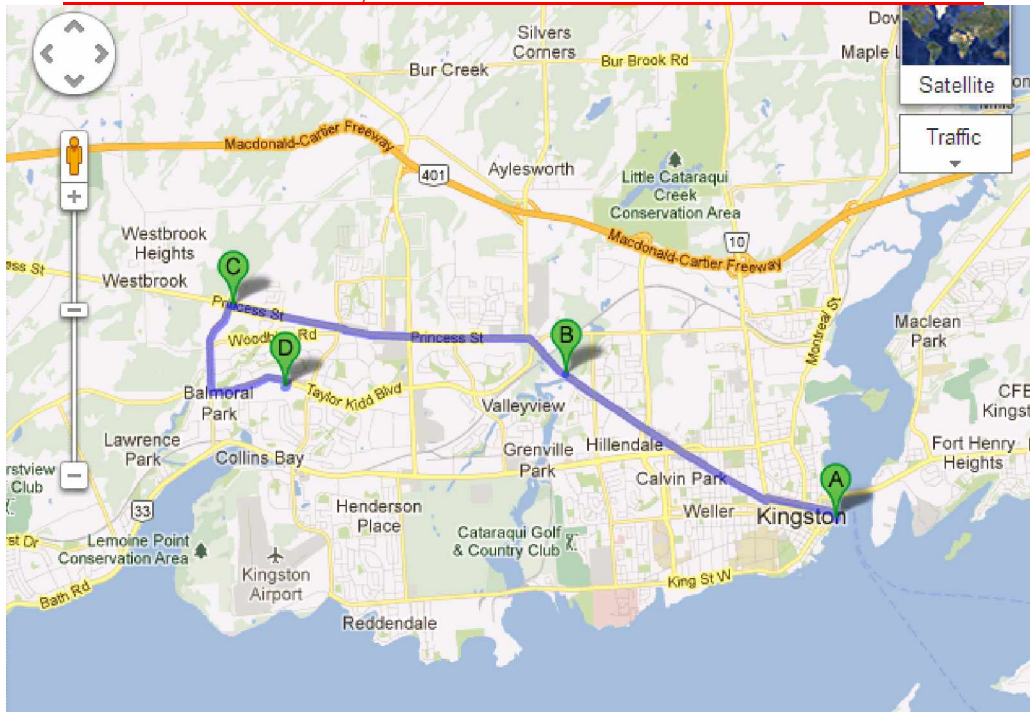 Silvers
Corners
Dow
Maple L
Bur Creek
Bur Brook Rd
Satellite
Traffic
Macdonald-Cartier Freeway
401
Aylesworth
Little Cataraqui
Creek
Conservation Area
10
Macdonald-Cartier Freeway
Westbrook
Heights
Westbrook
ess St
C
Princess St
Montreal St
Maclean
Park
B
Princess St
D
Woodbine Rd
Taylor Kidd Blvd
Balmoral
Park
Valleyview
CFB
Kingst
Lawrence
Park
Collins Bay
Grenville
Park
Hillendale
Calvin Park
Fort Henry
Heights
A
rstview
Club
33
Henderson
Place
Weller
Kingston
st Dr
Lemoine Point
Conservation Area
Cataraqui Golf
& Country Club
Kingston
Airport
King St W
Bath Rd
Reddendale